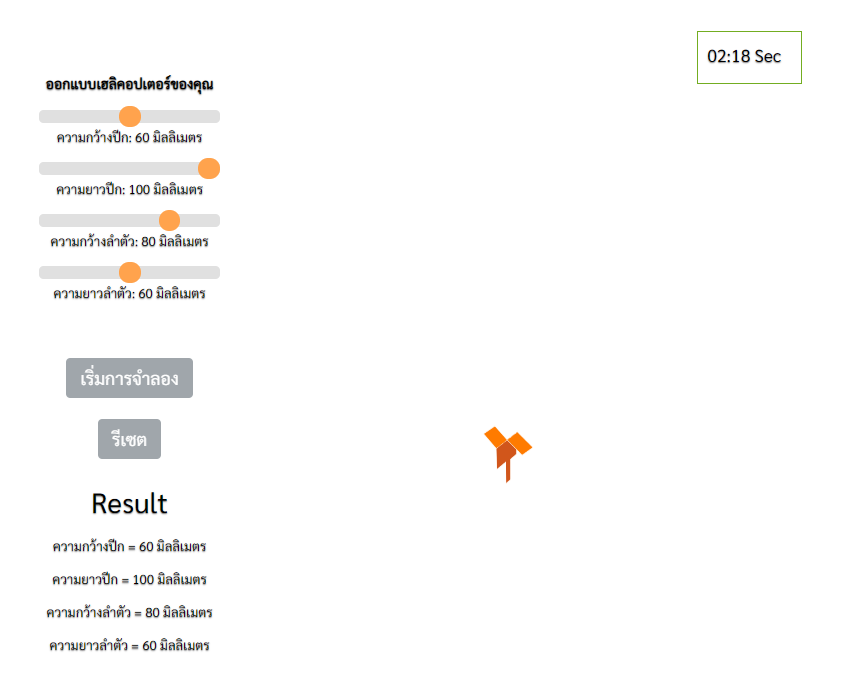 02:18 Sec
ออกแบบเฮลิคอปเตอร์ของคุณ
ความกว้างปีก: 60 มิลลิเมตร
ความยาวปีก: 100 มิลลิเมตร
ความกว้างลำตัว: 80 มิลลิเมตร
ความยาวลำตัว: 60 มิลลิเมตร
เริ่มการจำลอง
รีเซต
Result
ความกว้างปีก = 60 มิลลิเมตร
ความยาวปีก = 100 มิลลิเมตร
ความกว้างลำตัว = 80 มิลลิเมตร
ความยาวลำตัว = 60 มิลลิเมตร